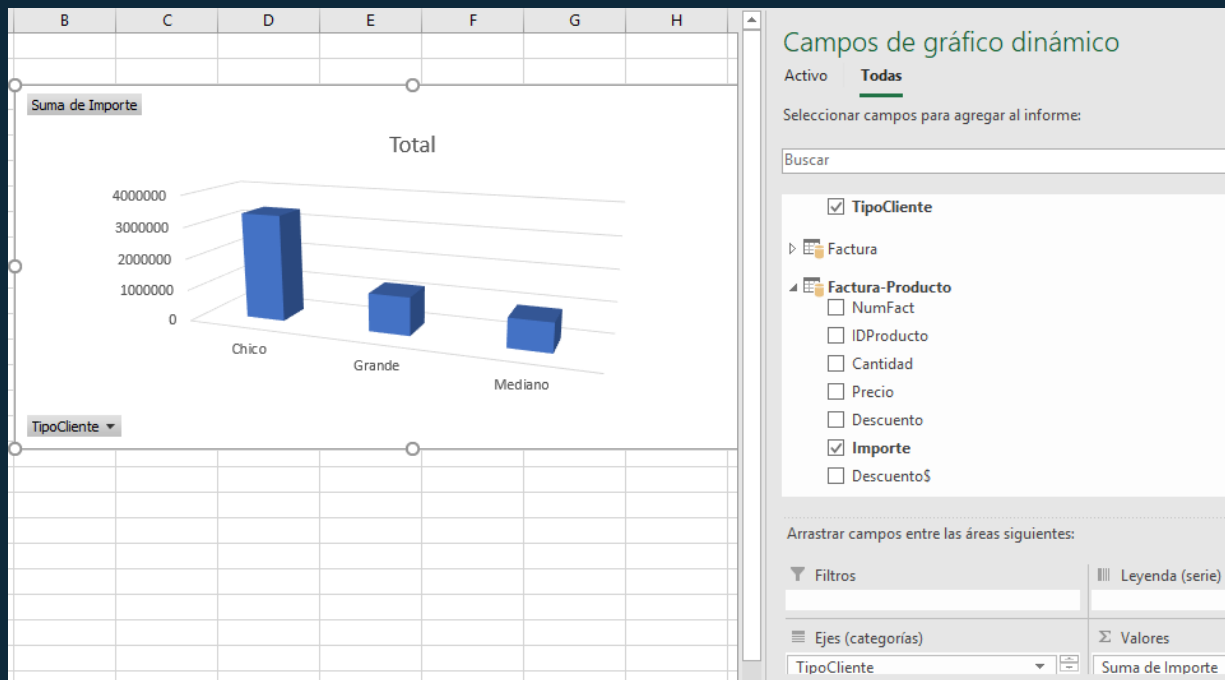 B C D E F G H
Suma de Importe
Total
4000000
3000000
2000000
1000000
0
Chico
Grande
Mediano
TipoCliente
Campos de gráfico dinámico
Activo Todas
Seleccionar campos para agregar al informe:
Buscar
TipoCliente
Factura
Factura-Producto
NumFact
IDProducto
Cantidad
Precio
Descuento
Importe
Descuento$
Arrastrar campos entre las áreas siguientes:
Filtros
Leyenda (serie)
Ejes (categorías)
Σ Valores
TipoCliente
Suma de Importe